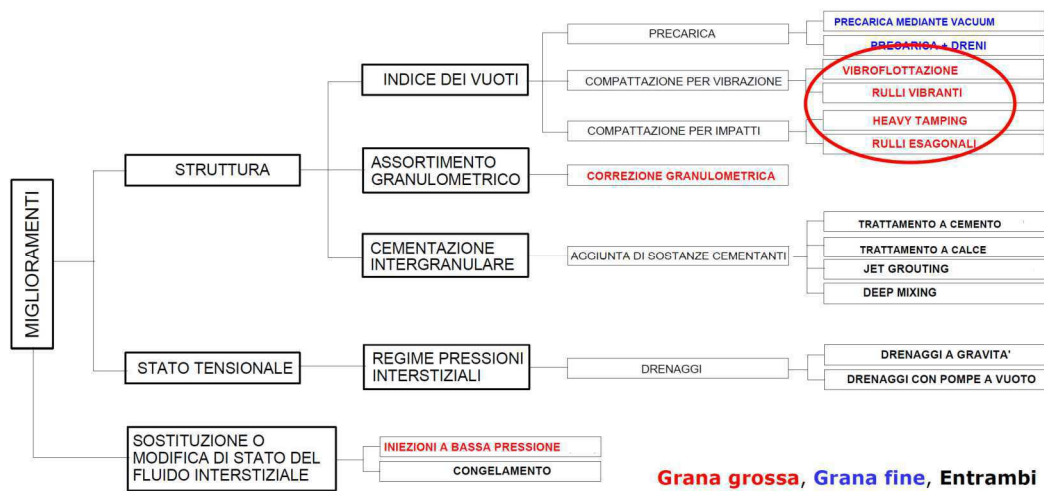 MIGLIORAMENTI
STRUTTURA
INDICE DEI VUOTI
PRECARICA
PRECARICA MEDIANTE VACUUM
PRECARICA + DRENI
COMPATTAZIONE PER VIBRAZIONE
VIBROFLOTTAZIONE
RULLI VIBRANTI
COMPATTAZIONE PER IMPATTI
HEAVY TAMPING
RULLI ESAGONALI
ASSORTIMENTO
GRANULOMETRICO
CORREZIONE GRANULOMETRICA
CEMENTAZIONE
INTERGRANULARE
AGGIUNTA DI SOSTANZE CEMENTANTI
TRATTAMENTO A CEMENTO
TRATTAMENTO A CALCE
JET GROUTING
DEEP MIXING
STATO TENSIONALE
REGIME PRESSIONI
INTERSTIZIALI
DRENAGGI
DRENAGGI A GRAVITA'
DRENAGGI CON POMPE A VUOTO
SOSTITUZIONE O
MODIFICA DI STATO DEL
FLUIDO INTERSTIZIALE
INIEZIONI A BASSA PRESSIONE
CONGELAMENTO
Grana grossa, Grana fine, Entrambi